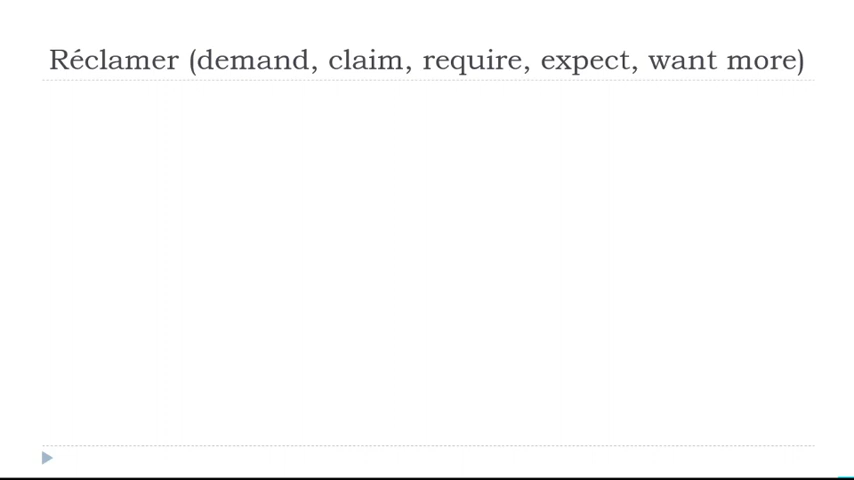 Réclamer (demand, claim, require, expect, want more)